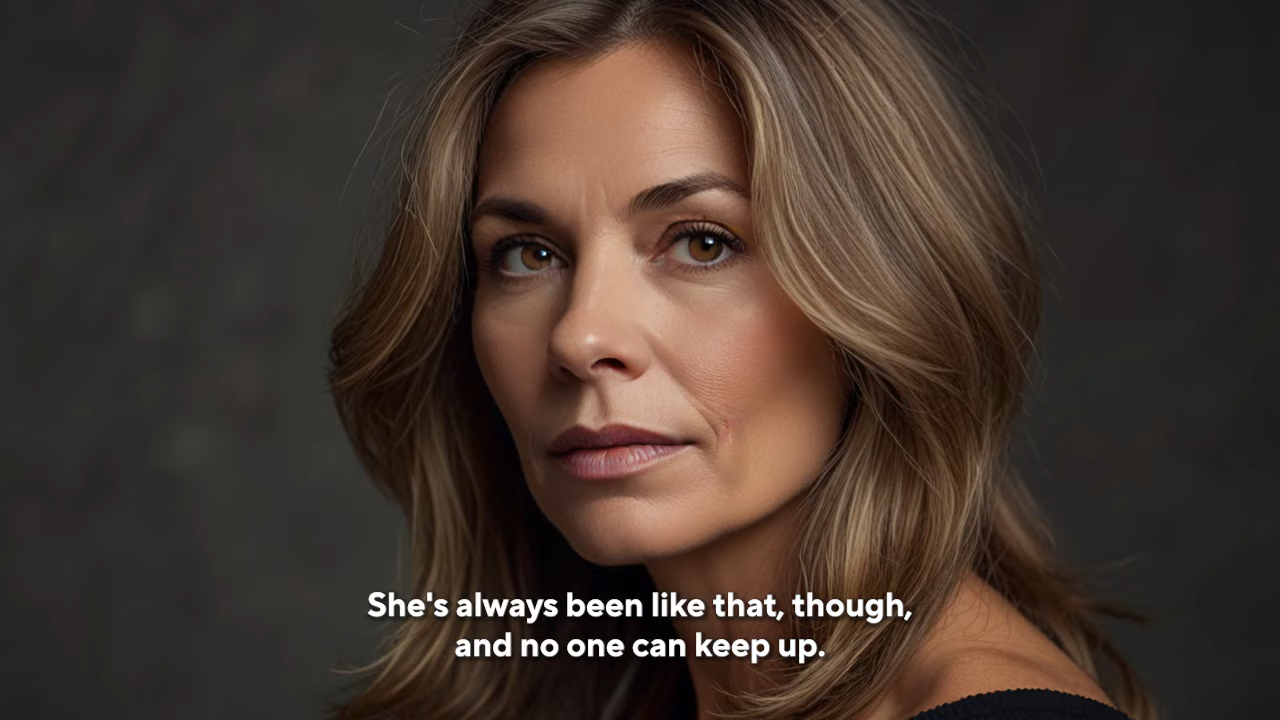 She's always been like that, though,
and no one can keep up.